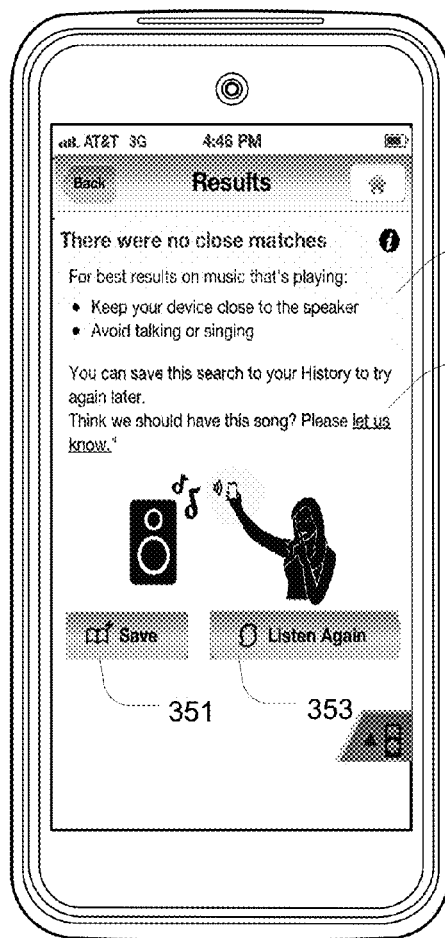 AT&T 3G 4:46 PM
Back Results
There were no close matches
For best results on music that's playing:
• Keep your device close to the speaker
• Avoid talking or singing
You can save this search to your History to try
again later.
Think we should have this song? Please let us
know.*
Save Listen Again
351 353